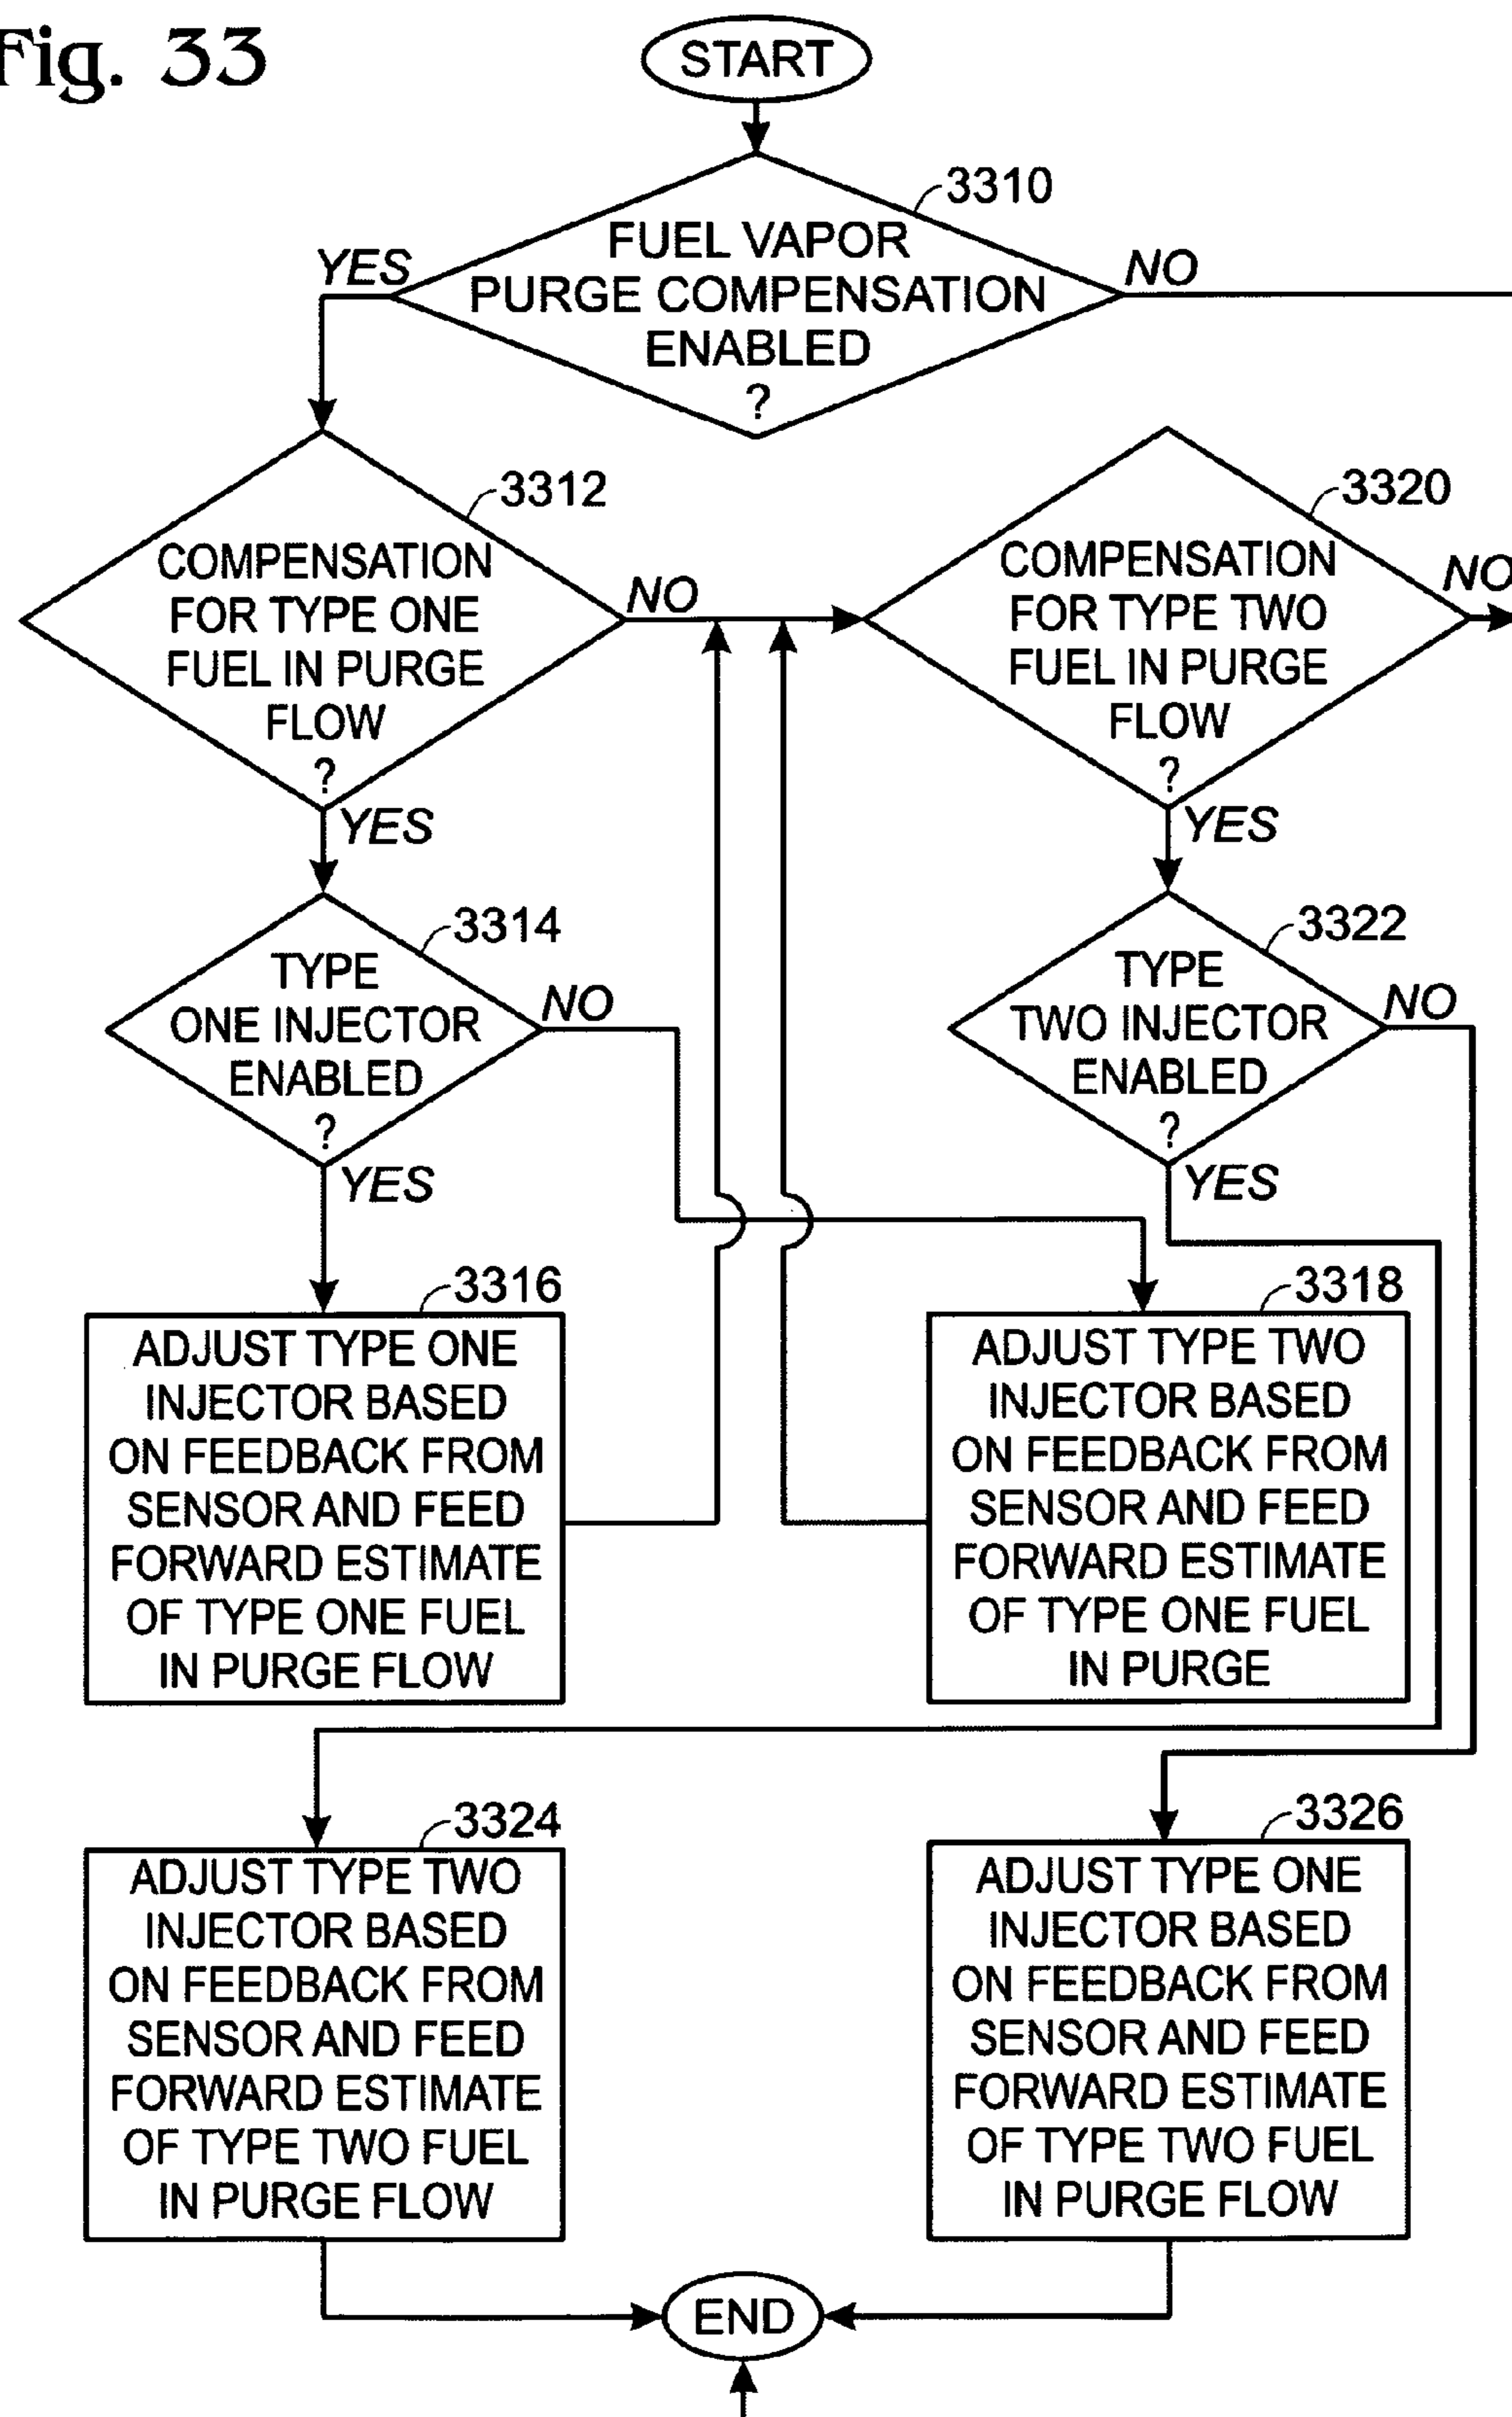 Fig. 33
START
3310
FUEL VAPOR
PURGE COMPENSATION
ENABLED
?
YES
NO
3312
COMPENSATION
FOR TYPE ONE
FUEL IN PURGE
FLOW
?
NO
YES
3320
COMPENSATION
FOR TYPE TWO
FUEL IN PURGE
FLOW
?
NO
YES
3314
TYPE
ONE INJECTOR
ENABLED
?
NO
YES
3322
TYPE
TWO INJECTOR
ENABLED
?
NO
YES
3316
ADJUST TYPE ONE
INJECTOR BASED
ON FEEDBACK FROM
SENSOR AND FEED
FORWARD ESTIMATE
OF TYPE ONE FUEL
IN PURGE FLOW
3318
ADJUST TYPE TWO
INJECTOR BASED
ON FEEDBACK FROM
SENSOR AND FEED
FORWARD ESTIMATE
OF TYPE ONE FUEL
IN PURGE
3324
ADJUST TYPE TWO
INJECTOR BASED
ON FEEDBACK FROM
SENSOR AND FEED
FORWARD ESTIMATE
OF TYPE TWO FUEL
IN PURGE FLOW
3326
ADJUST TYPE ONE
INJECTOR BASED
ON FEEDBACK FROM
SENSOR AND FEED
FORWARD ESTIMATE
OF TYPE TWO FUEL
IN PURGE FLOW
END